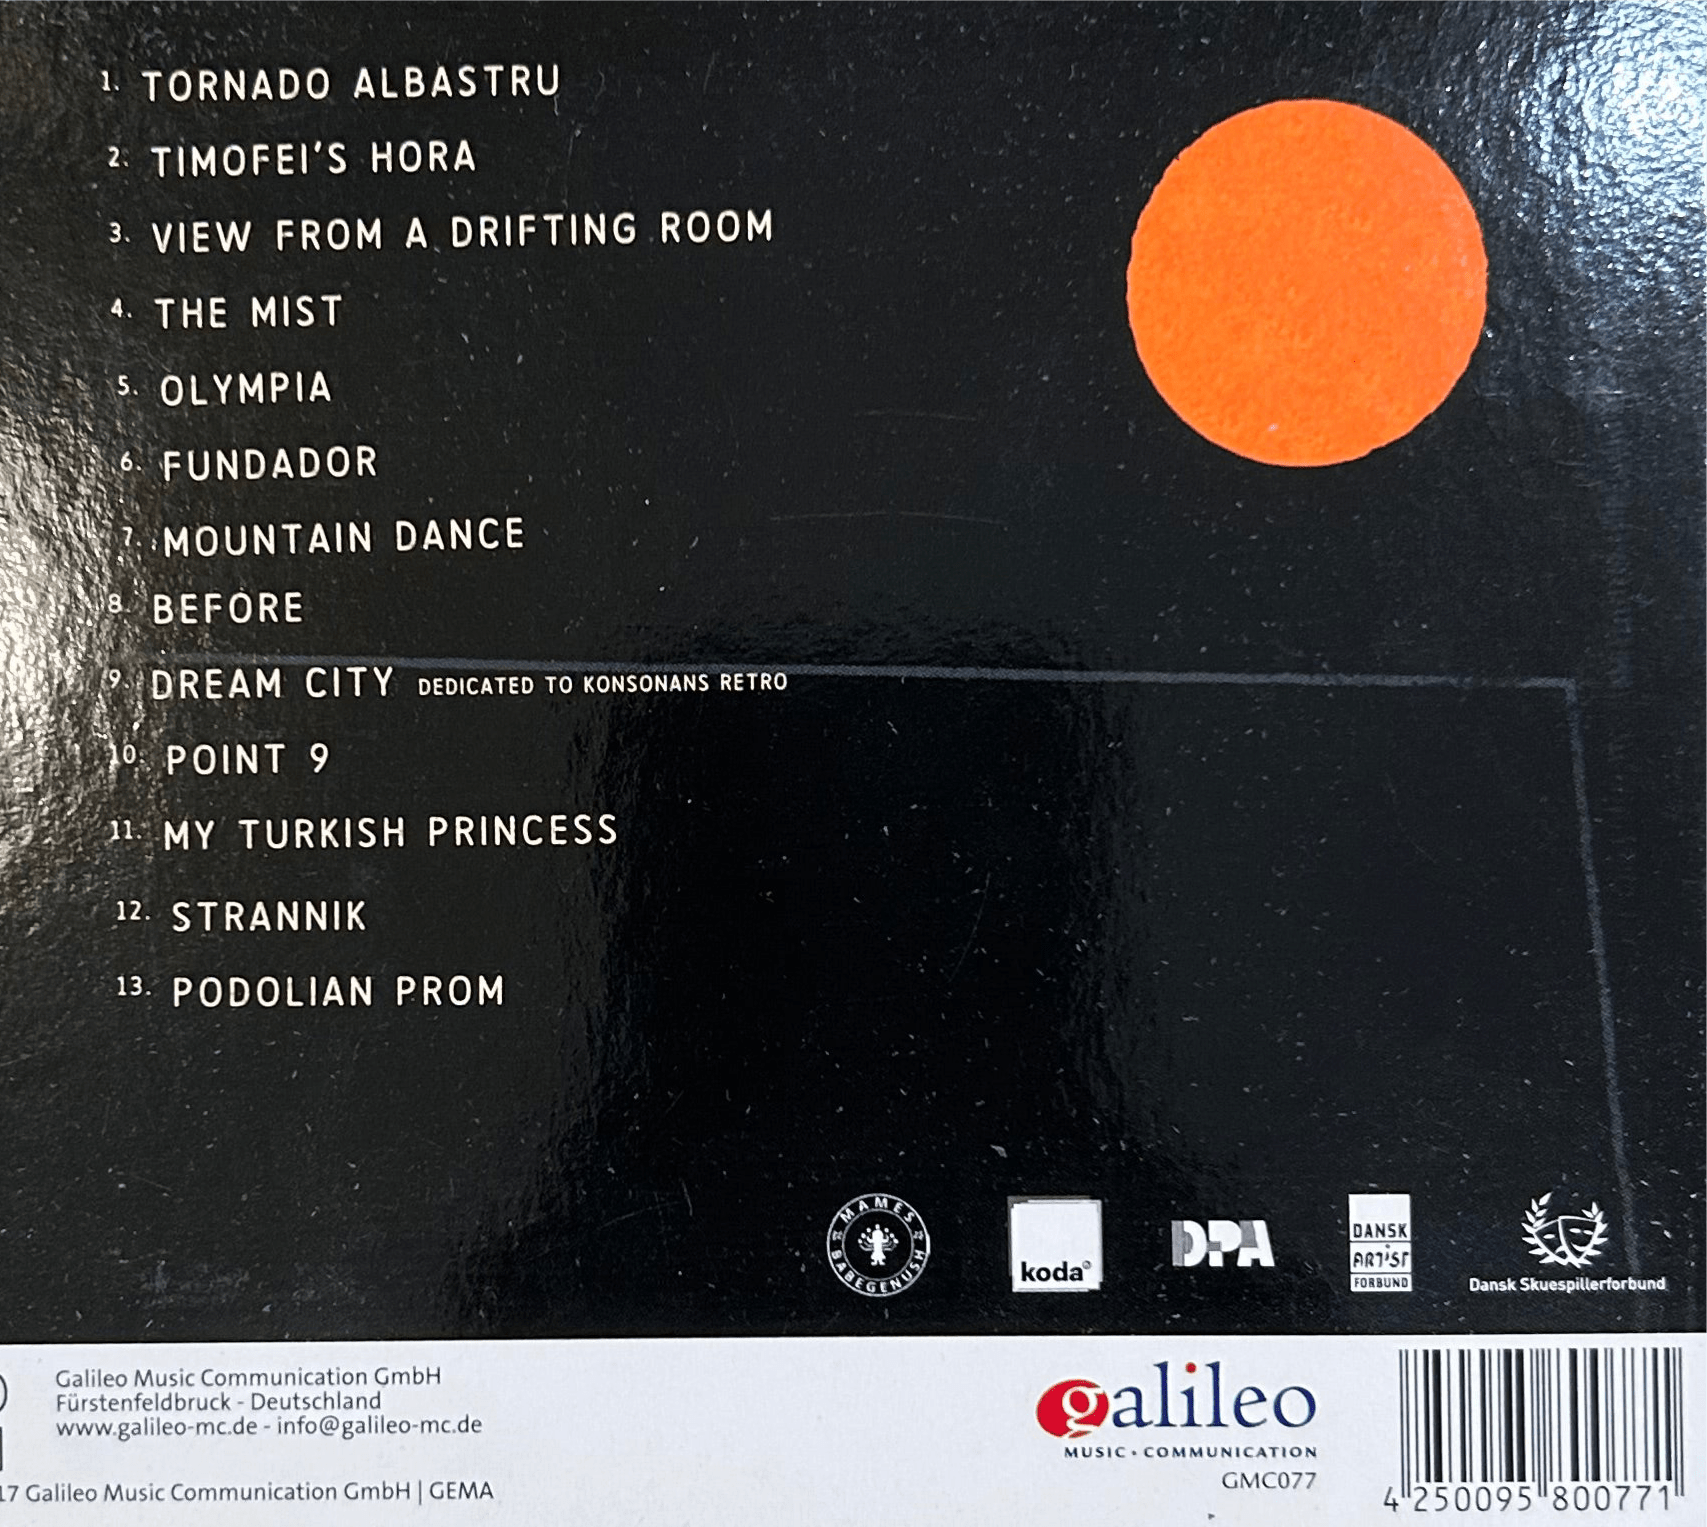 1. TORNADO ALBASTRU
2. TIMOFEI'S HORA
3. VIEW FROM A DRIFTING ROOM
4. THE MIST
5. OLYMPIA
6. FUNDADOR
7. MOUNTAIN DANCE
8. BEFORE
9. DREAM CITY DEDICATED TO KONSONANS RETRO
10. POINT 9
11. MY TURKISH PRINCESS
12. STRANNIK
13. PODOLIAN PROM
MAMES BABEGENUSH
koda®
DPA
DANSK
ARTiST
FORBUND
Dansk Skuespillerforbund
Galileo Music Communication GmbH
Fürstenfeldbruck - Deutschland
www.galileo-mc.de - info@galileo-mc.de
17 Galileo Music Communication GmbH | GEMA
galileo
MUSIC • COMMUNICATION
GMC077
4 250095 800771